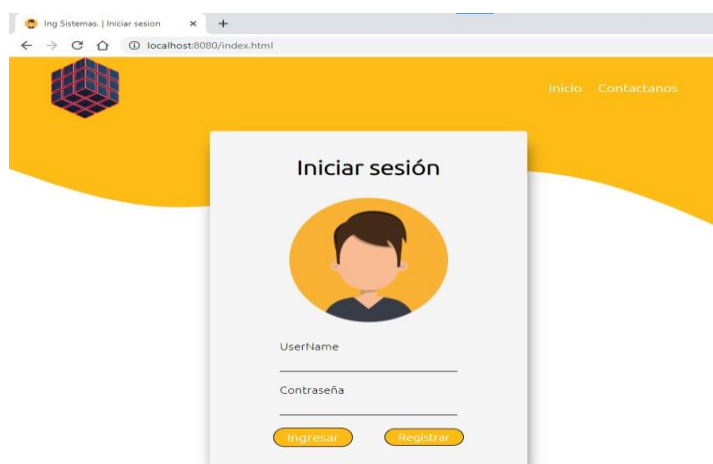 Ing Sistemas. | Iniciar sesion
localhost:8080/index.html
Inicio Contactanos
Iniciar sesión
UserName
Contraseña
Ingresar Registrar